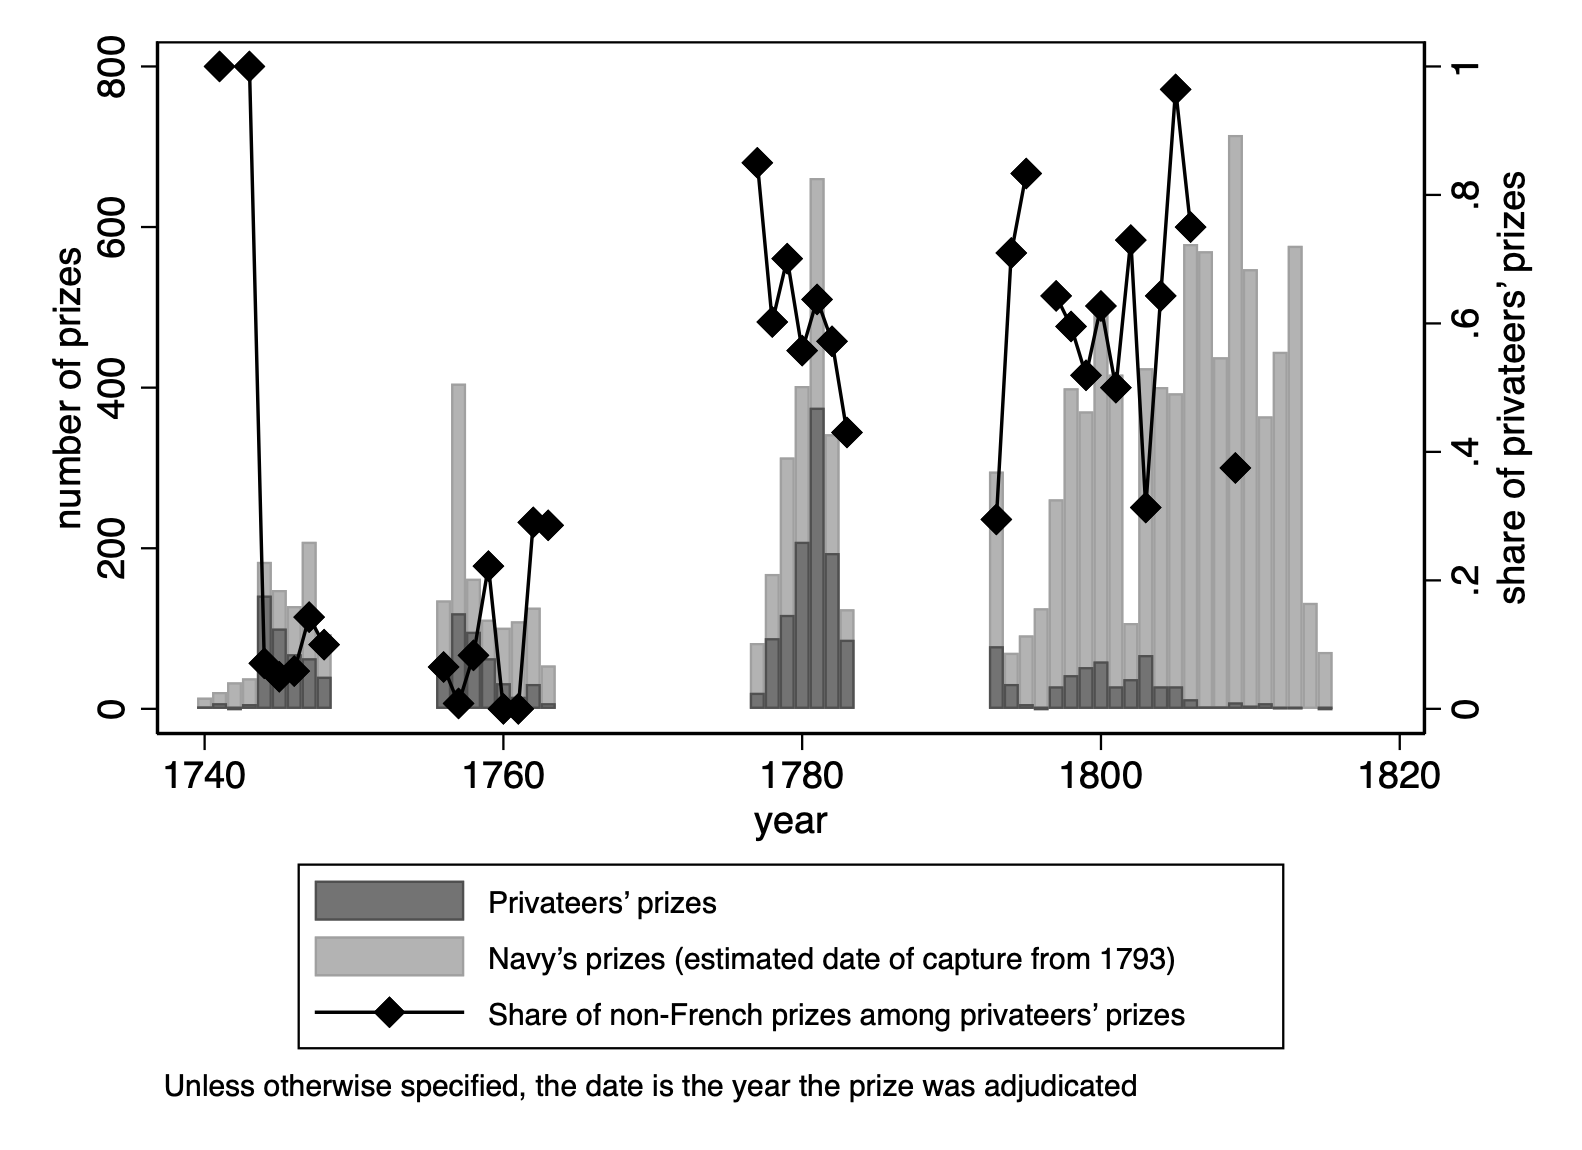 800
600
400
200
0
number of prizes
1
.8
.6
.4
.2
0
share of privateers’ prizes
1740 1760 1780 1800 1820
year
Privateers’ prizes
Navy’s prizes (estimated date of capture from 1793)
Share of non-French prizes among privateers’ prizes
Unless otherwise specified, the date is the year the prize was adjudicated